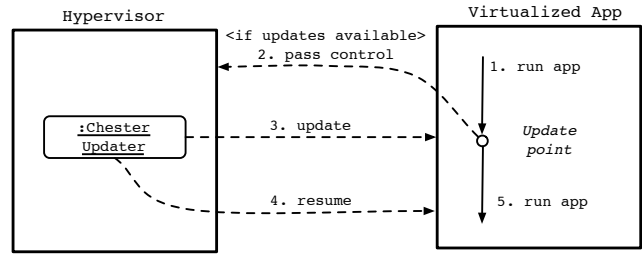 Hypervisor
Virtualized App
<if updates available>
2. pass control
1. run app
:Chester
Updater
3. update
Update
point
4. resume
5. run app